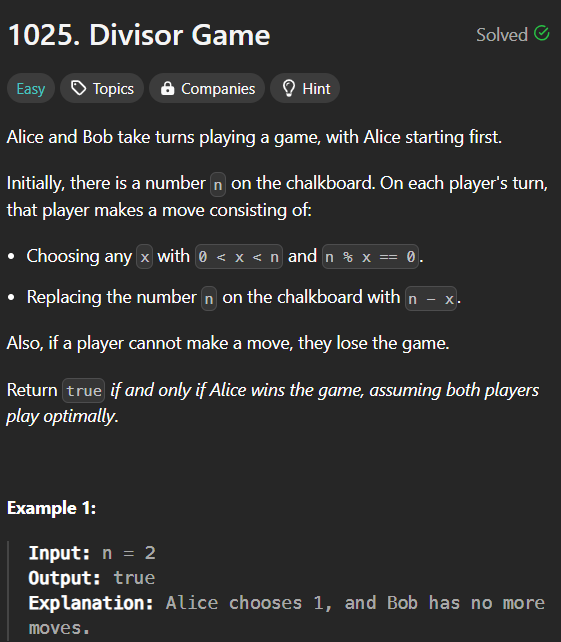 1025. Divisor Game
Solved
Easy
Topics
Companies
Hint
Alice and Bob take turns playing a game, with Alice starting first.
Initially, there is a number n on the chalkboard. On each player's turn,
that player makes a move consisting of:
• Choosing any x with 0 < x < n and n % x == 0.
• Replacing the number n on the chalkboard with n - x.
Also, if a player cannot make a move, they lose the game.
Return true if and only if Alice wins the game, assuming both players
play optimally.
Example 1:
Input: n = 2
Output: true
Explanation: Alice chooses 1, and Bob has no more
moves.